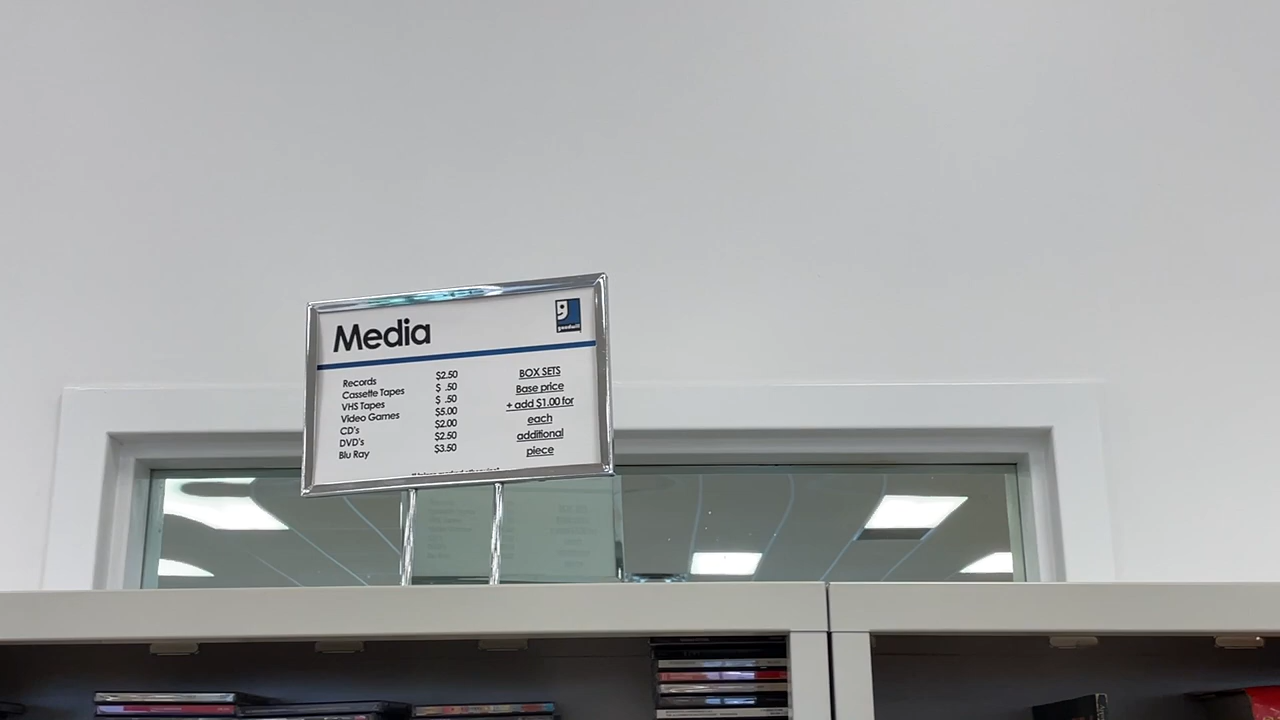 Media
goodwill
Records $2.50
Cassette Tapes $ .50
VHS Tapes $ .50
Video Games $5.00
CD's $2.00
DVD's $2.50
Blu Ray $3.50
BOX SETS
Base price
+ add $1.00 for
each
additional
piece